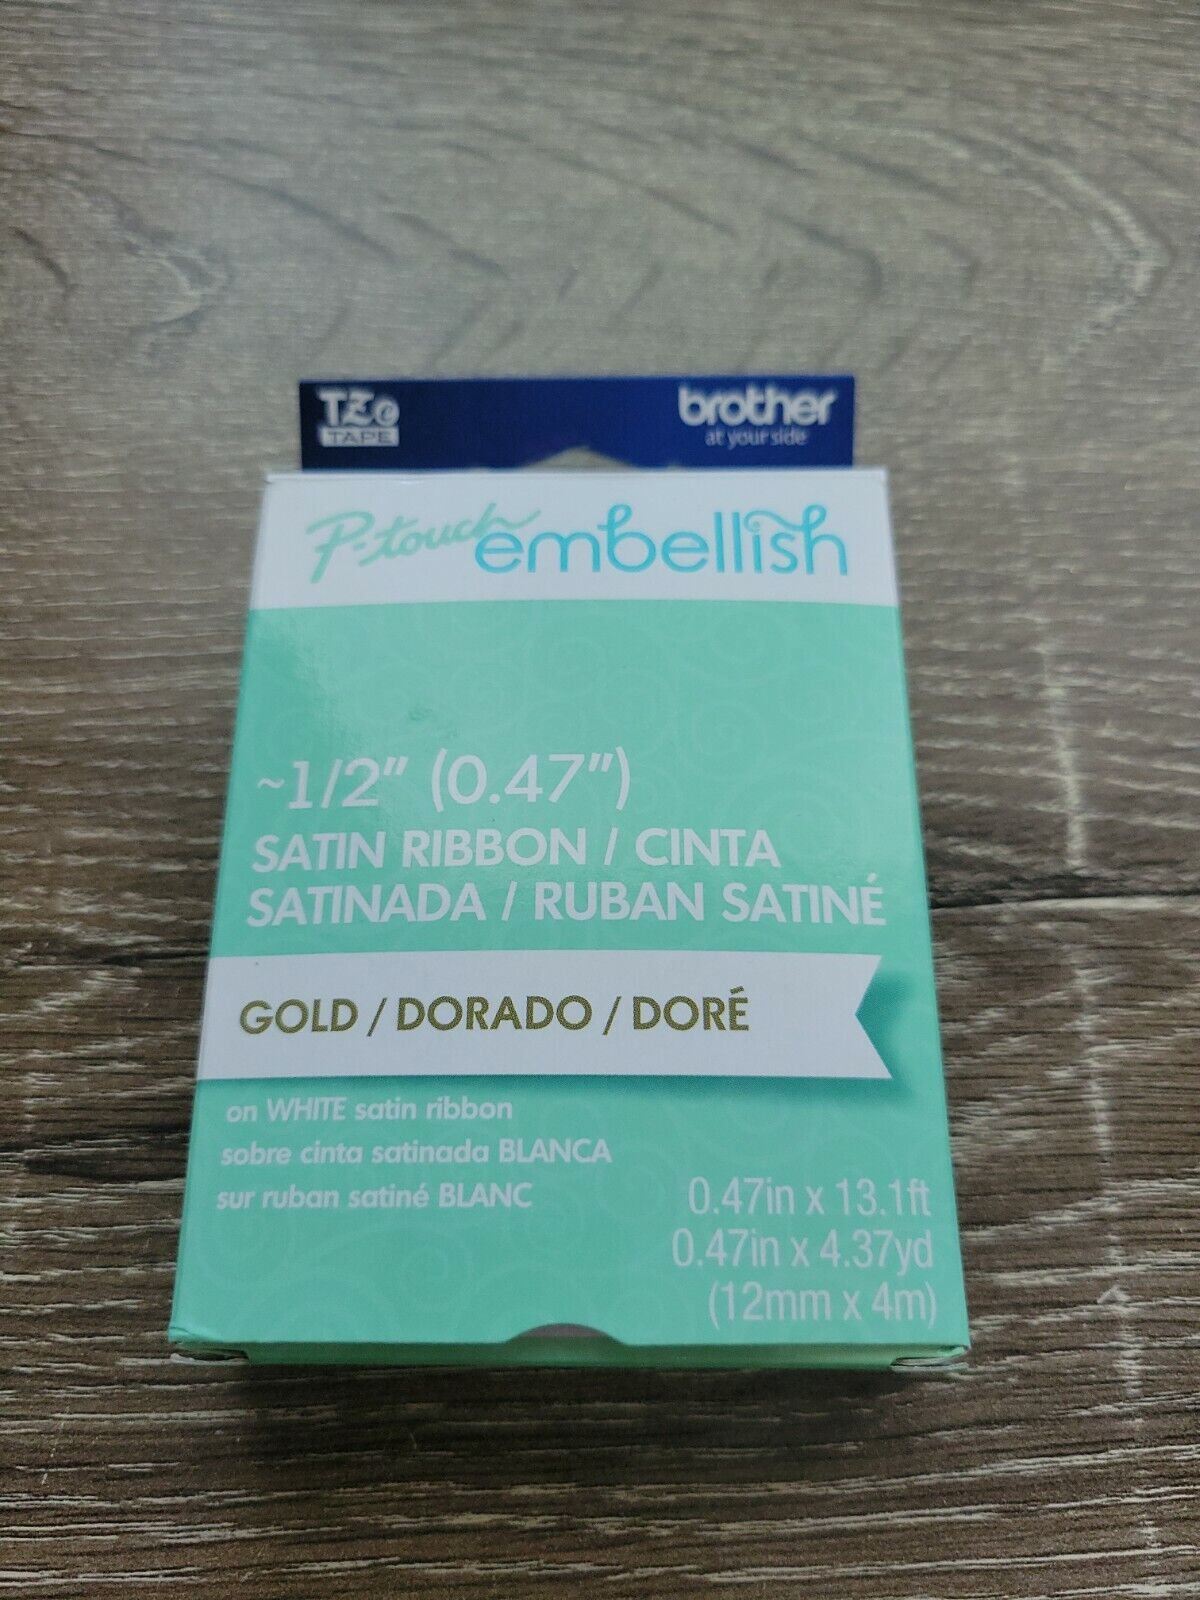 TZe
TAPE
brother
at your side
P-touch embellish
~1/2" (0.47")
SATIN RIBBON / CINTA
SATINADA / RUBAN SATINÉ
GOLD / DORADO / DORÉ
on WHITE satin ribbon
sobre cinta satinada BLANCA
sur ruban satiné BLANC
0.47in x 13.1ft
0.47in x 4.37yd
(12mm x 4m)